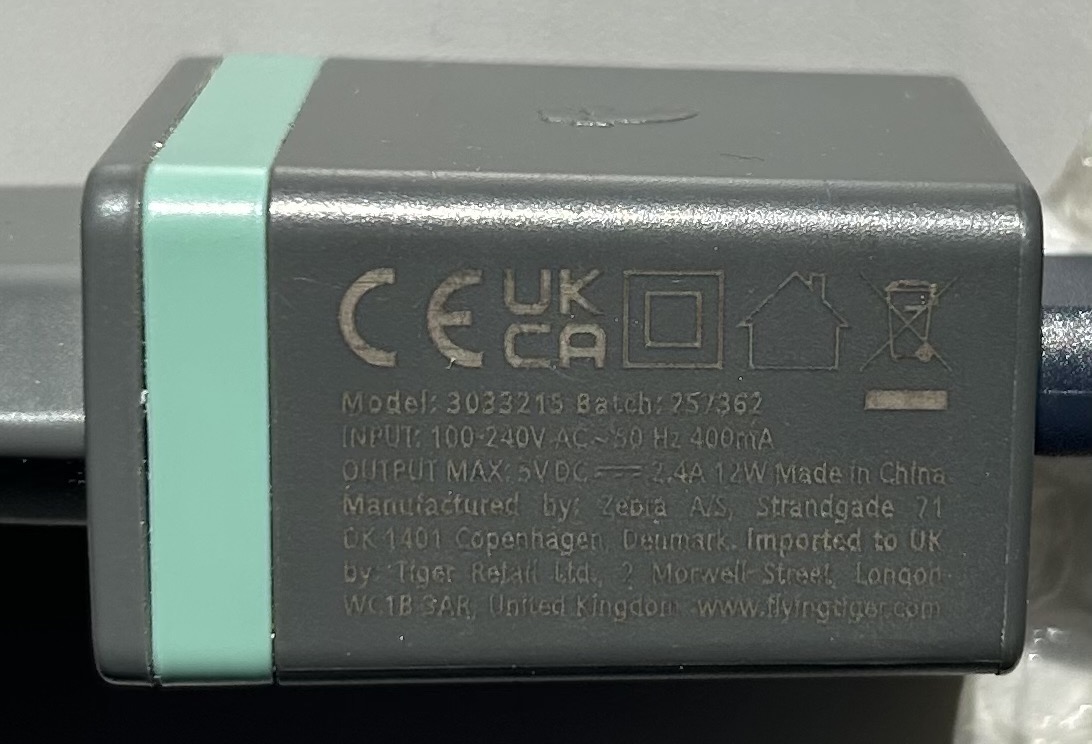 CE UK
CA
Model: 3033215 Batch: 257362
INPUT: 100-240V AC~50 Hz 400mA
OUTPUT MAX: 5V DC 2.4A 12W Made in China
Manufactured by: Zebra A/S, Strandgade 71
DK 1401 Copenhagen, Denmark. Imported to UK
by: Tiger Retail Ltd., 2 Morwell Street, London
WC1B 3AR, United Kingdom www.flyingtiger.com